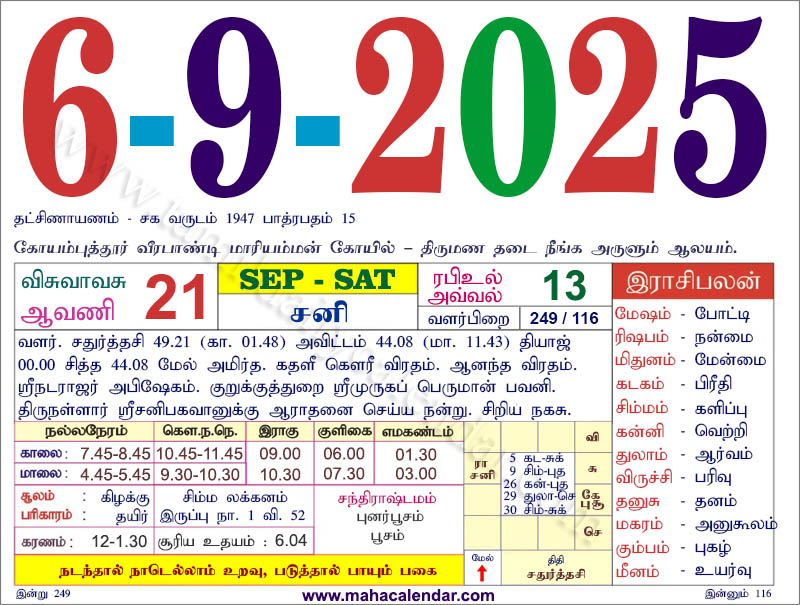 6-9-2025
தட்சிணாயணம் - சக வருடம் 1947 பாத்ரபதம் 15
கோயம்புத்தூர் வீரபாண்டி மாரியம்மன் கோயில் – திருமண தடை நீங்க அருளும் ஆலயம்.
விசுவாவசு
ஆவணி 21
SEP - SAT
சனி
ரபிஉல் அவ்வல் 13
வளர்பிறை 249 / 116
வளர். சதுர்த்தசி 49.21 (கா. 01.48) அவிட்டம் 44.08 (மா. 11.43) தியாஜ்
00.00 சித்த 44.08 மேல் அமிர்த. கதளீ கௌரீ விரதம். ஆனந்த விரதம்.
ஸ்ரீநடராஜர் அபிஷேகம். குறுக்குத்துறை ஸ்ரீமுருகப் பெருமான் பவனி.
திருநள்ளார் ஸ்ரீசனிபகவானுக்கு ஆராதனை செய்ய நன்று. சிறிய நகசு.
இராசிபலன்
மேஷம் - போட்டி
ரிஷபம் - நன்மை
மிதுனம் - மேன்மை
கடகம் - பிரீதி
சிம்மம் - களிப்பு
கன்னி - வெற்றி
துலாம் - ஆர்வம்
விருச்சி - பரிவு
தனுசு - தனம்
மகரம் - அனுகூலம்
கும்பம் - புகழ்
மீனம் - உயர்வு
நல்லநேரம் கௌ.ந.நெ. இராகு குளிகை எமகண்டம்
காலை: 7.45-8.45 10.45-11.45 09.00 06.00 01.30
மாலை: 4.45-5.45 9.30-10.30 10.30 07.30 03.00
சூலம் : கிழக்கு
பரிகாரம் : தயிர்
சிம்ம லக்கனம்
இருப்பு நா. 1 வி. 52
சந்திராஷ்டமம்
புனர்பூசம்
பூசம்
கரணம் : 12-1.30 சூரிய உதயம் : 6.04
நடந்தால் நாடெல்லாம் உறவு, படுத்தால் பாயும் பகை
வி
ரா
சனி
5 கட-சுக்
9 சிம்-புத
26 கன்-புத
29 துலா-செ
30 சிம்-சுக்
சு
கே
பு
சூ
செ
மேல்
திதி
சதுர்த்தசி
இன்று 249
www.mahacalendar.com
இன்னும் 116